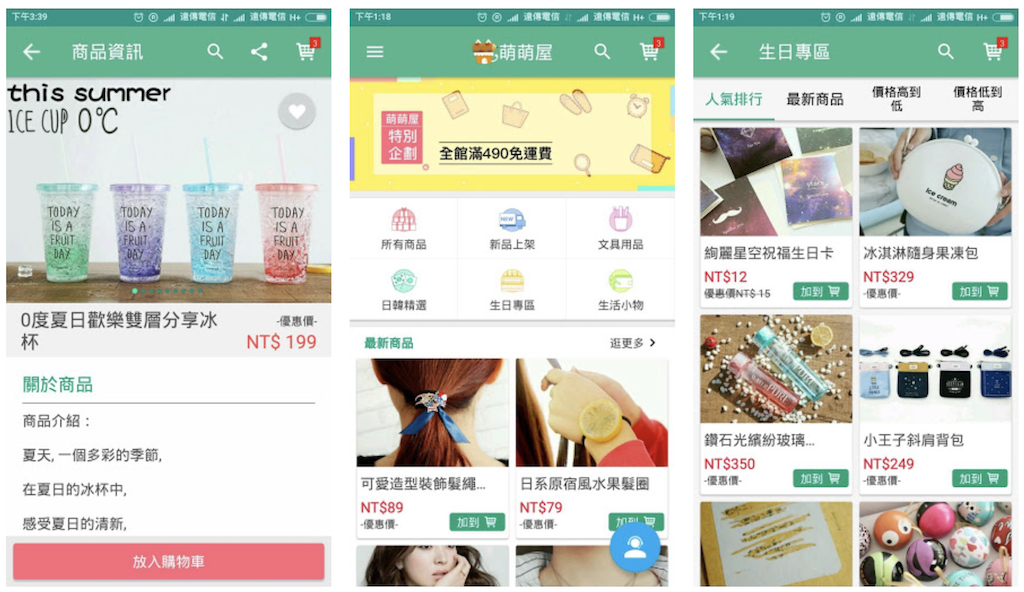 下午3:39
遠傳電信
遠傳電信 H+
商品資訊
3
this summer
ICE CUP 0℃
TODAY
IS A
FRUIT
DAY
TODAY
IS A
FRUIT
DAY
TODAY
IS A
FRUIT
DAY
TODAY
IS A
FRUIT
DAY
0度夏日歡樂雙層分享冰
杯
-優惠價-
NT$ 199
關於商品
商品介紹：
夏天, 一個多彩的季節,
在夏日的冰杯中,
感受夏日的清新,
放入購物車
下午1:18
遠傳電信
遠傳電信 H+
萌萌屋
3
萌萌屋
特別
企劃
全館滿490免運費
所有商品
NEW
新品上架
文具用品
日韓精選
生日專區
生活小物
最新商品
逛更多
可愛造型裝飾髮繩...
NT$89
-優惠價-
加到
日系原宿風水果髮圈
NT$79
-優惠價-
加到
下午1:19
遠傳電信
遠傳電信 H+
生日專區
3
人氣排行
最新商品
價格高到
低
價格低到
高
絢麗星空祝福生日卡
NT$12
優惠價NT$ 15
加到
ice cream
冰淇淋隨身果凍包
NT$329
-優惠價-
加到
鑽石光繽紛玻璃...
NT$350
-優惠價-
加到
小王子斜肩背包
NT$249
-優惠價-
加到